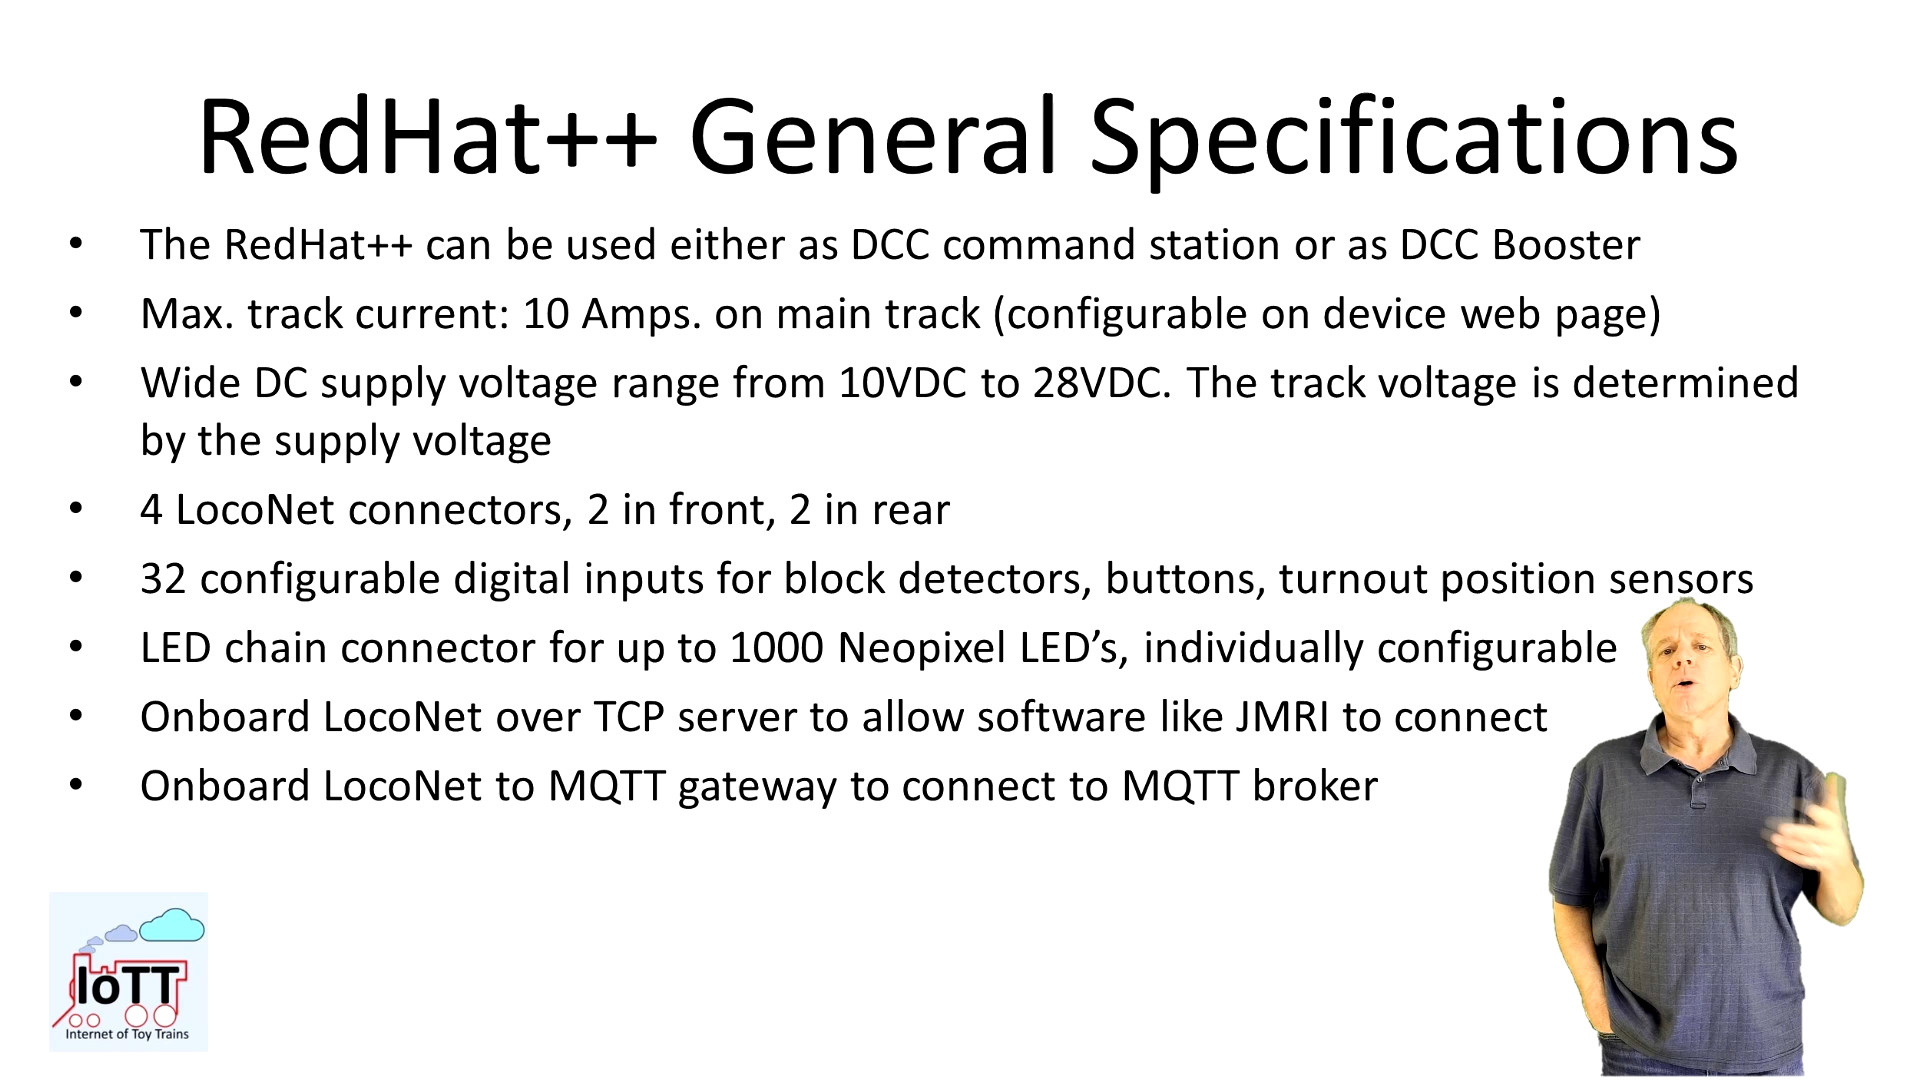 RedHat++ General Specifications
• The RedHat++ can be used either as DCC command station or as DCC Booster
• Max. track current: 10 Amps. on main track (configurable on device web page)
• Wide DC supply voltage range from 10VDC to 28VDC. The track voltage is determined
by the supply voltage
• 4 LocoNet connectors, 2 in front, 2 in rear
• 32 configurable digital inputs for block detectors, buttons, turnout position sensors
• LED chain connector for up to 1000 Neopixel LED’s, individually configurable
• Onboard LocoNet over TCP server to allow software like JMRI to connect
• Onboard LocoNet to MQTT gateway to connect to MQTT broker
IoTT
Internet of Toy Trains